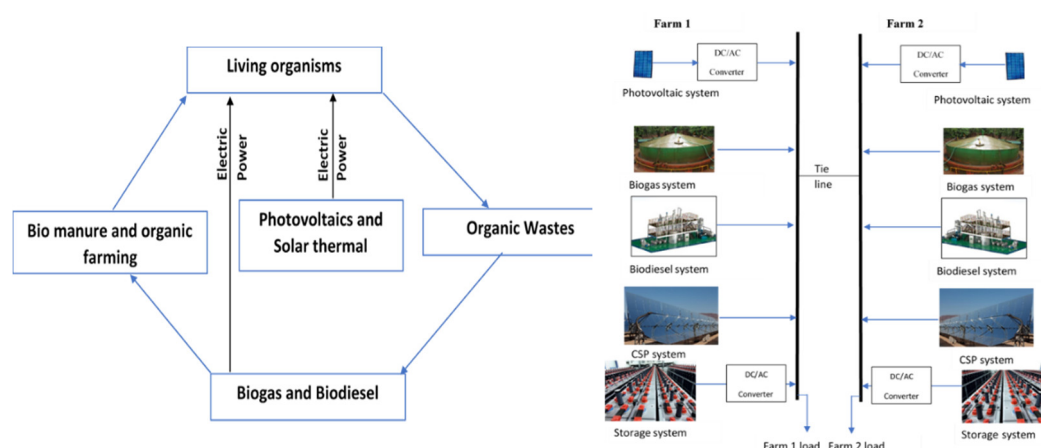 Living organisms
Electric
Power
Electric
Power
Bio manure and organic
farming
Photovoltaics and
Solar thermal
Organic Wastes
Biogas and Biodiesel
Farm 1
Farm 2
DC/AC
Converter
Photovoltaic system
DC/AC
Converter
Photovoltaic system
Biogas system
Tie
line
Biogas system
Biodiesel system
Biodiesel system
CSP system
CSP system
DC/AC
Converter
Storage system
DC/AC
Converter
Storage system
Farm 1 load
Farm 2 load